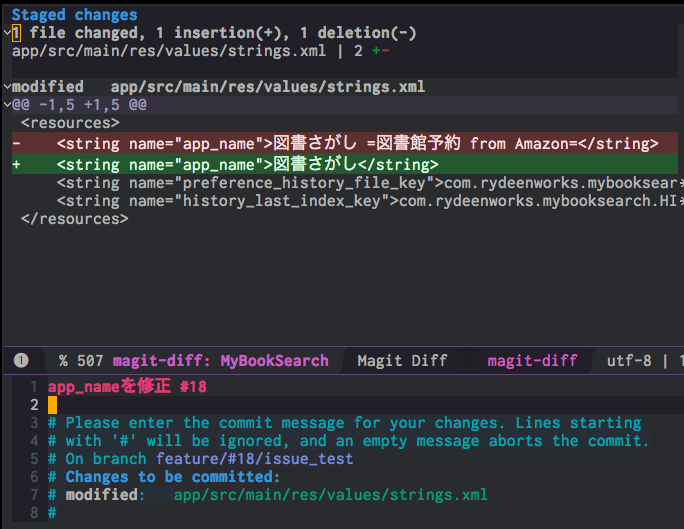 Staged changes
1 file changed, 1 insertion(+), 1 deletion(-)
app/src/main/res/values/strings.xml | 2 +-
modified   app/src/main/res/values/strings.xml
@@ -1,5 +1,5 @@
 <resources>
-    <string name="app_name">図書さがし =図書館予約 from Amazon=</string>
+    <string name="app_name">図書さがし</string>
     <string name="preference_history_file_key">com.rydeenworks.mybooksear
     <string name="history_last_index_key">com.rydeenworks.mybooksearch.HI
 </resources>
1 % 507 magit-diff: MyBookSearch Magit Diff magit-diff utf-8 | 1
1 app_nameを修正 #18
2
3 # Please enter the commit message for your changes. Lines starting
4 # with '#' will be ignored, and an empty message aborts the commit.
5 # On branch feature/#18/issue_test
6 # Changes to be committed:
7 # modified:   app/src/main/res/values/strings.xml
8 #